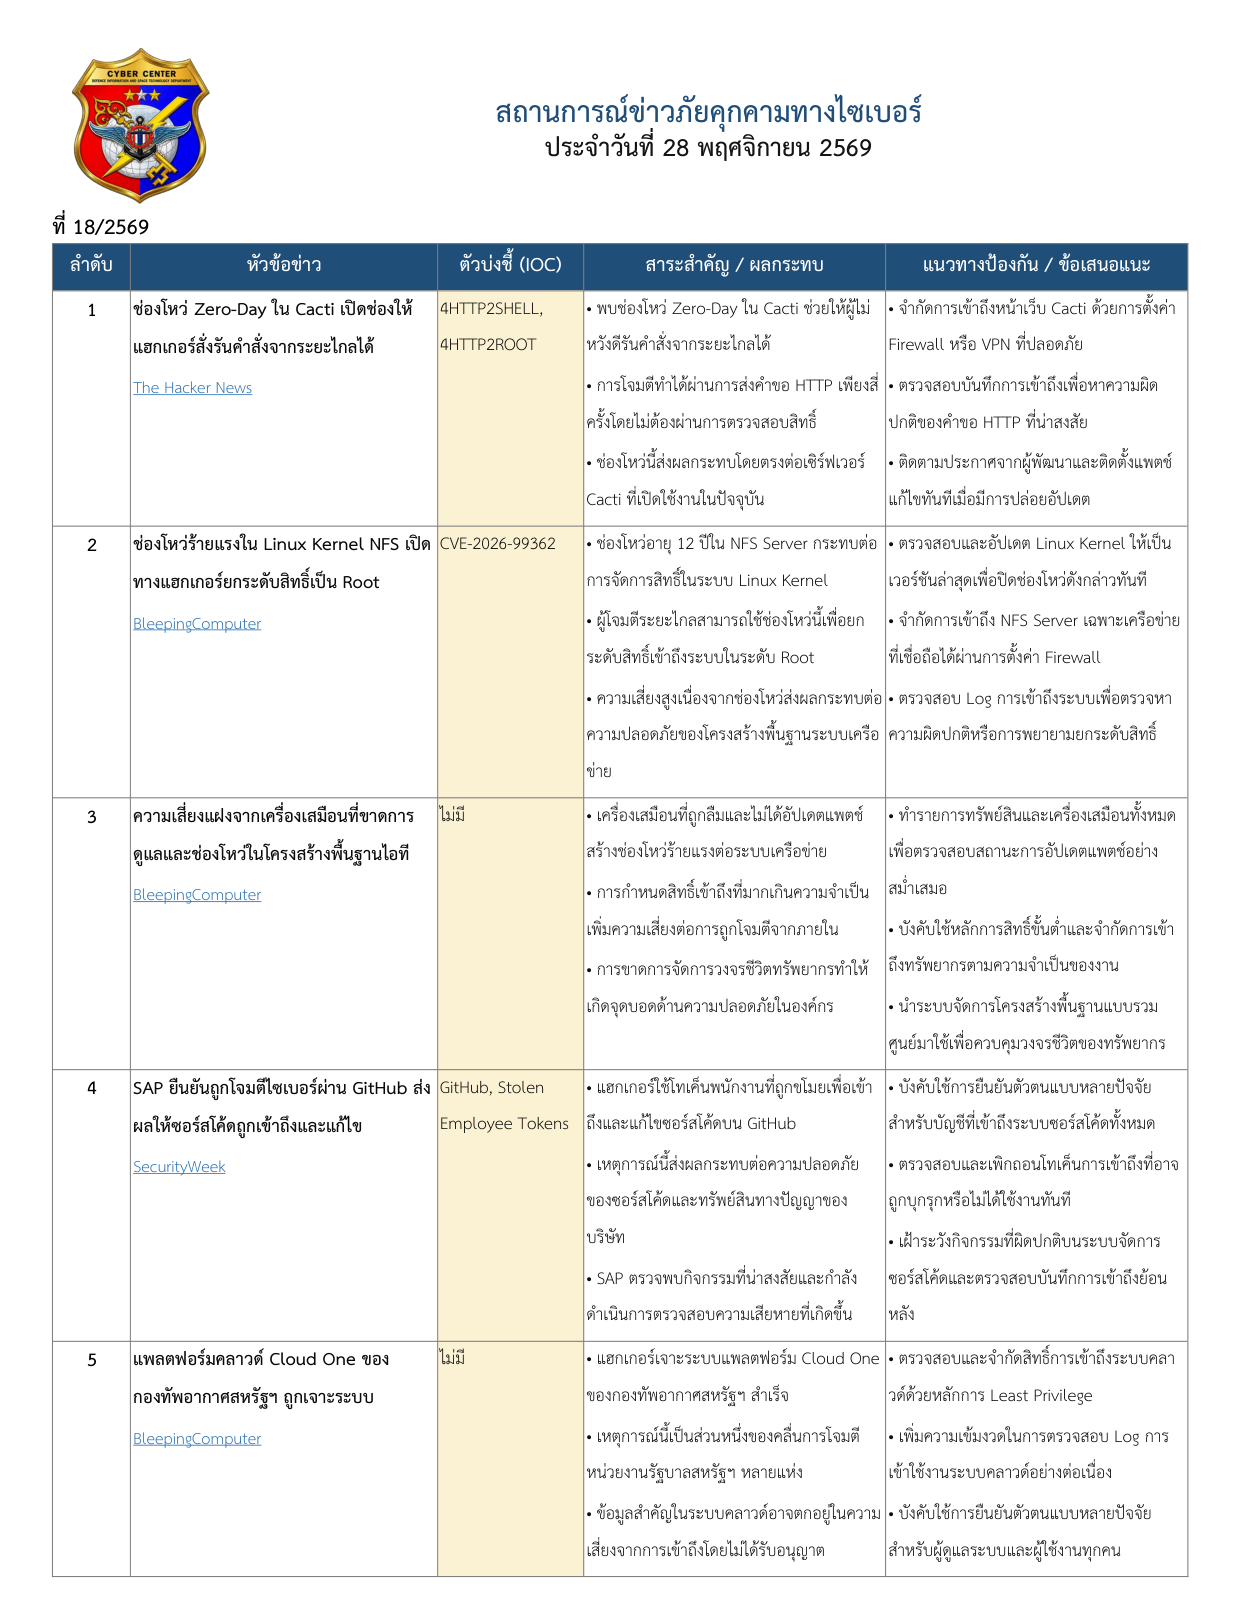 CYBER CENTER
DEFENCE INFORMATION AND SPACE TECHNOLOGY DEPARTMENT
สถานการณ์ข่าวภัยคุกคามทางไซเบอร์
ประจำวันที่ 28 พฤศจิกายน 2569
ที่ 18/2569
ลำดับ
หัวข้อข่าว
ตัวบ่งชี้ (IOC)
สาระสำคัญ / ผลกระทบ
แนวทางป้องกัน / ข้อเสนอแนะ
1
ช่องโหว่ Zero-Day ใน Cacti เปิดช่องให้
แฮกเกอร์สั่งรันคำสั่งจากระยะไกลได้
The Hacker News
4HTTP2SHELL,
4HTTP2ROOT
• พบช่องโหว่ Zero-Day ใน Cacti ช่วยให้ผู้ไม่
หวังดีรันคำสั่งจากระยะไกลได้
• การโจมตีทำได้ผ่านการส่งคำขอ HTTP เพียงสี่
ครั้งโดยไม่ต้องผ่านการตรวจสอบสิทธิ์
• ช่องโหว่นี้ส่งผลกระทบโดยตรงต่อเซิร์ฟเวอร์
Cacti ที่เปิดใช้งานในปัจจุบัน
• จำกัดการเข้าถึงหน้าเว็บ Cacti ด้วยการตั้งค่า
Firewall หรือ VPN ที่ปลอดภัย
• ตรวจสอบบันทึกการเข้าถึงเพื่อหาความผิด
ปกติของคำขอ HTTP ที่น่าสงสัย
• ติดตามประกาศจากผู้พัฒนาและติดตั้งแพตช์
แก้ไขทันทีเมื่อมีการปล่อยอัปเดต
2
ช่องโหว่ร้ายแรงใน Linux Kernel NFS เปิด
ทางแฮกเกอร์ยกระดับสิทธิ์เป็น Root
BleepingComputer
CVE-2026-99362
• ช่องโหว่อายุ 12 ปีใน NFS Server กระทบต่อ
การจัดการสิทธิ์ในระบบ Linux Kernel
• ผู้โจมตีระยะไกลสามารถใช้ช่องโหว่นี้เพื่อยก
ระดับสิทธิ์เข้าถึงระบบในระดับ Root
• ความเสี่ยงสูงเนื่องจากช่องโหว่ส่งผลกระทบต่อ
ความปลอดภัยของโครงสร้างพื้นฐานระบบเครือ
ข่าย
• ตรวจสอบและอัปเดต Linux Kernel ให้เป็น
เวอร์ชันล่าสุดเพื่อปิดช่องโหว่ดังกล่าวทันที
• จำกัดการเข้าถึง NFS Server เฉพาะเครือข่าย
ที่เชื่อถือได้ผ่านการตั้งค่า Firewall
• ตรวจสอบ Log การเข้าถึงระบบเพื่อตรวจหา
ความผิดปกติหรือการพยายามยกระดับสิทธิ์
3
ความเสี่ยงแฝงจากเครื่องเสมือนที่ขาดการ
ดูแลและช่องโหว่ในโครงสร้างพื้นฐานไอที
BleepingComputer
ไม่มี
• เครื่องเสมือนที่ถูกลืมและไม่ได้อัปเดตแพตช์
สร้างช่องโหว่ร้ายแรงต่อระบบเครือข่าย
• การกำหนดสิทธิ์เข้าถึงที่มากเกินความจำเป็น
เพิ่มความเสี่ยงต่อการถูกโจมตีจากภายใน
• การขาดการจัดการวงจรชีวิตทรัพยากรทำให้
เกิดจุดบอดด้านความปลอดภัยในองค์กร
• ทำรายการทรัพย์สินและเครื่องเสมือนทั้งหมด
เพื่อตรวจสอบสถานะการอัปเดตแพตช์อย่าง
สม่ำเสมอ
• บังคับใช้หลักการสิทธิ์ขั้นต่ำและจำกัดการเข้า
ถึงทรัพยากรตามความจำเป็นของงาน
• นำระบบจัดการโครงสร้างพื้นฐานแบบรวม
ศูนย์มาใช้เพื่อควบคุมวงจรชีวิตของทรัพยากร
4
SAP ยืนยันถูกโจมตีไซเบอร์ผ่าน GitHub ส่ง
ผลให้ซอร์สโค้ดถูกเข้าถึงและแก้ไข
SecurityWeek
GitHub, Stolen
Employee Tokens
• แฮกเกอร์ใช้โทเค็นพนักงานที่ถูกขโมยเพื่อเข้า
ถึงและแก้ไขซอร์สโค้ดบน GitHub
• เหตุการณ์นี้ส่งผลกระทบต่อความปลอดภัย
ของซอร์สโค้ดและทรัพย์สินทางปัญญาของ
บริษัท
• SAP ตรวจพบกิจกรรมที่น่าสงสัยและกำลัง
ดำเนินการตรวจสอบความเสียหายที่เกิดขึ้น
• บังคับใช้การยืนยันตัวตนแบบหลายปัจจัย
สำหรับบัญชีที่เข้าถึงระบบซอร์สโค้ดทั้งหมด
• ตรวจสอบและเพิกถอนโทเค็นการเข้าถึงที่อาจ
ถูกบุกรุกหรือไม่ได้ใช้งานทันที
• เฝ้าระวังกิจกรรมที่ผิดปกติบนระบบจัดการ
ซอร์สโค้ดและตรวจสอบบันทึกการเข้าถึงย้อน
หลัง
5
แพลตฟอร์มคลาวด์ Cloud One ของ
กองทัพอากาศสหรัฐฯ ถูกเจาะระบบ
BleepingComputer
ไม่มี
• แฮกเกอร์เจาะระบบแพลตฟอร์ม Cloud One
ของกองทัพอากาศสหรัฐฯ สำเร็จ
• เหตุการณ์นี้เป็นส่วนหนึ่งของคลื่นการโจมตี
หน่วยงานรัฐบาลสหรัฐฯ หลายแห่ง
• ข้อมูลสำคัญในระบบคลาวด์อาจตกอยู่ในความ
เสี่ยงจากการเข้าถึงโดยไม่ได้รับอนุญาต
• ตรวจสอบและจำกัดสิทธิ์การเข้าถึงระบบคลา
วด์ด้วยหลักการ Least Privilege
• เพิ่มความเข้มงวดในการตรวจสอบ Log การ
เข้าใช้งานระบบคลาวด์อย่างต่อเนื่อง
• บังคับใช้การยืนยันตัวตนแบบหลายปัจจัย
สำหรับผู้ดูแลระบบและผู้ใช้งานทุกคน